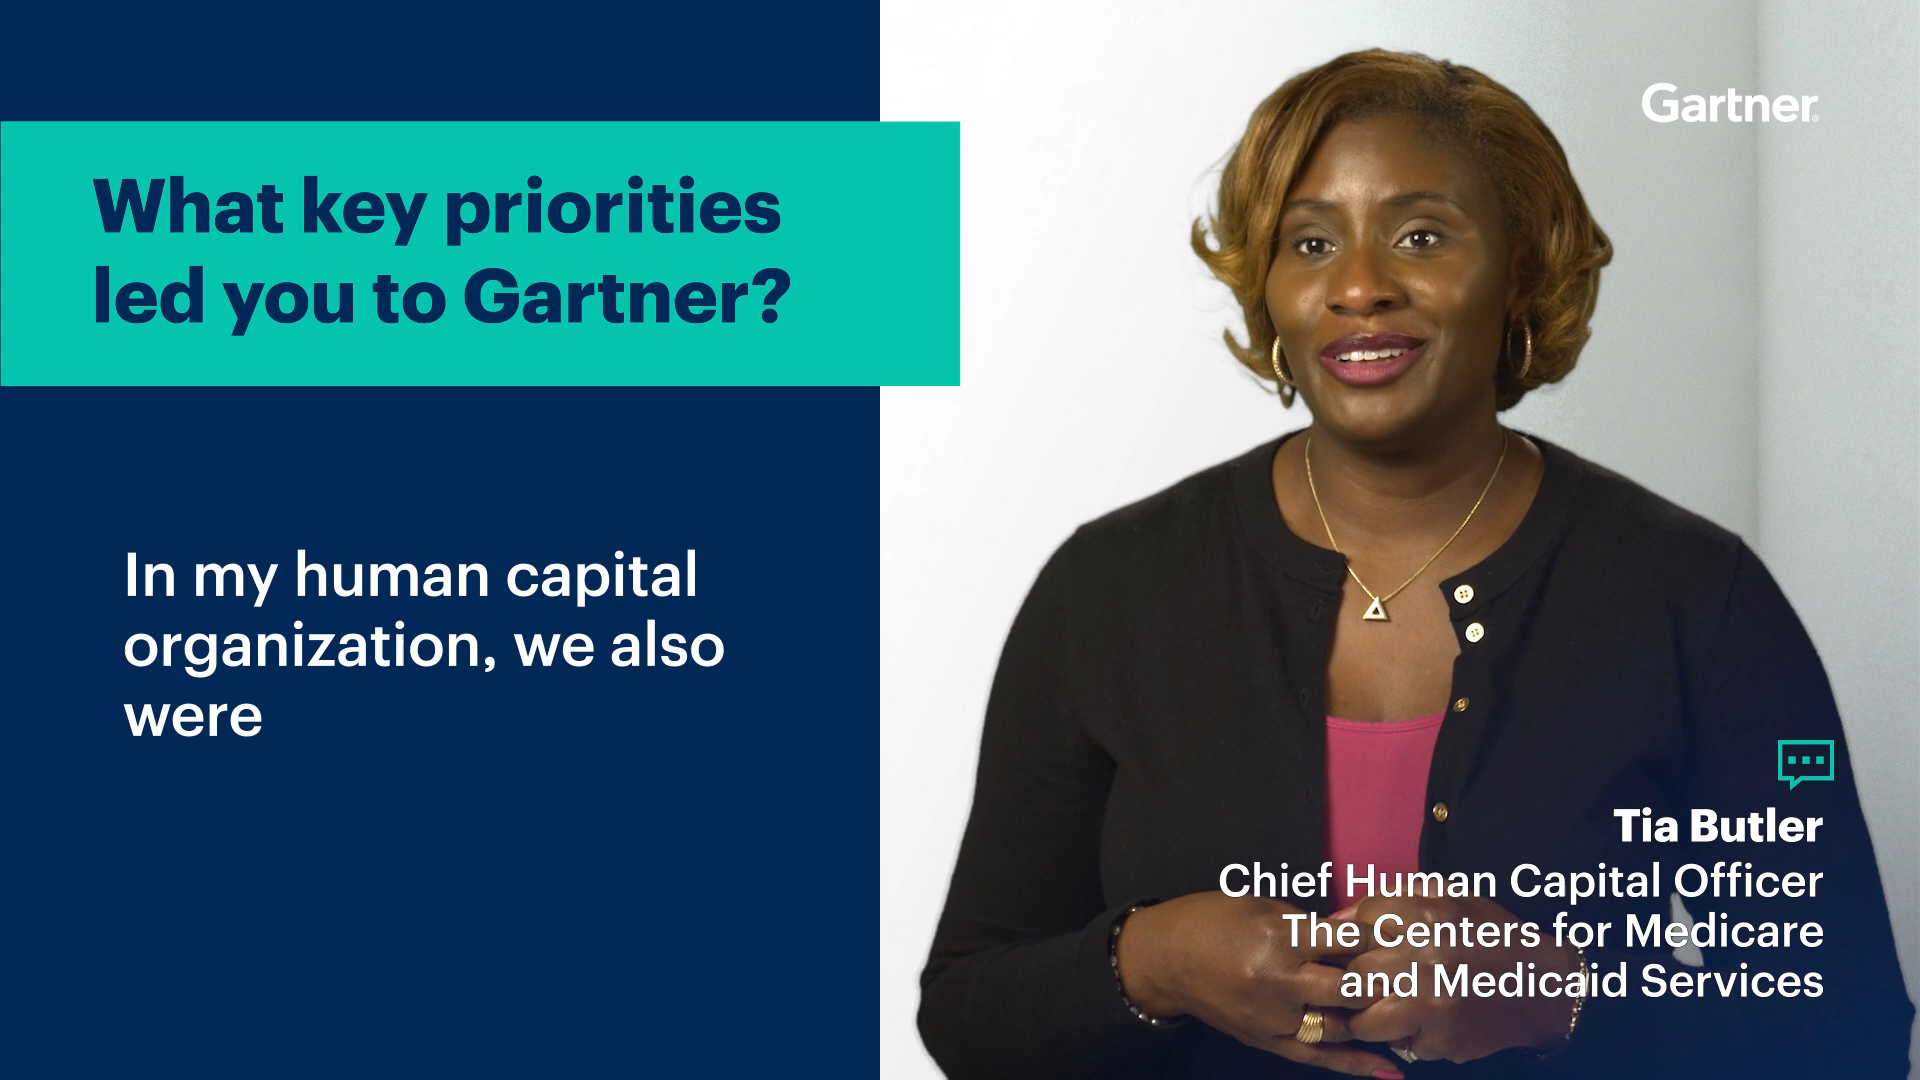 What key priorities
led you to Gartner?
In my human capital
organization, we also
were
Gartner®
Tia Butler
Chief Human Capital Officer
The Centers for Medicare
and Medicaid Services